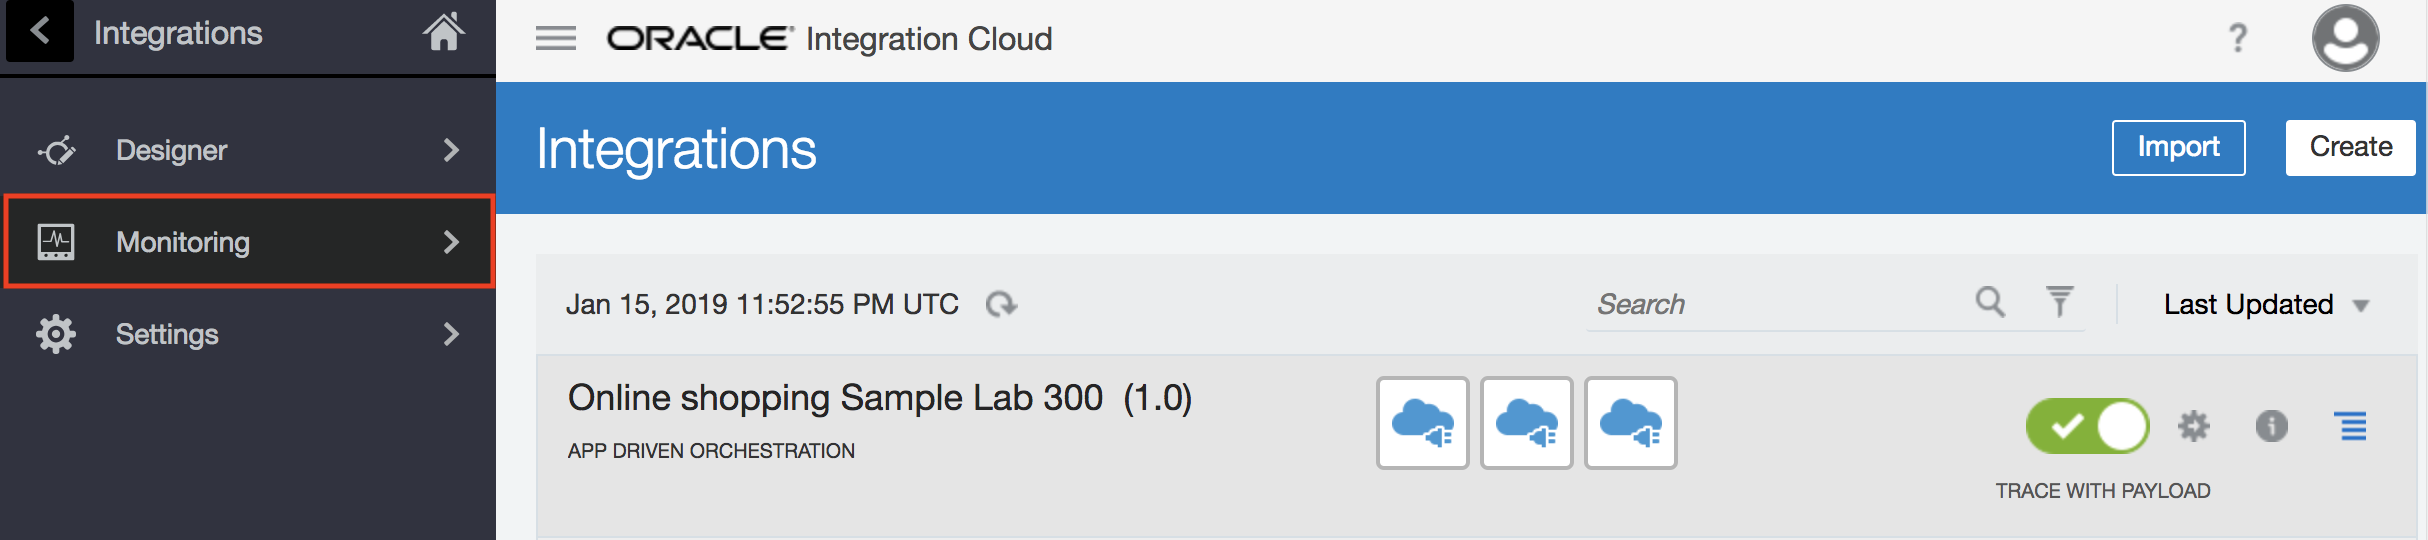 Integrations
Designer
Monitoring
Settings
ORACLE Integration Cloud
?
Integrations
Import
Create
Jan 15, 2019 11:52:55 PM UTC
Search
Last Updated
Online shopping Sample Lab 300 (1.0)
APP DRIVEN ORCHESTRATION
TRACE WITH PAYLOAD